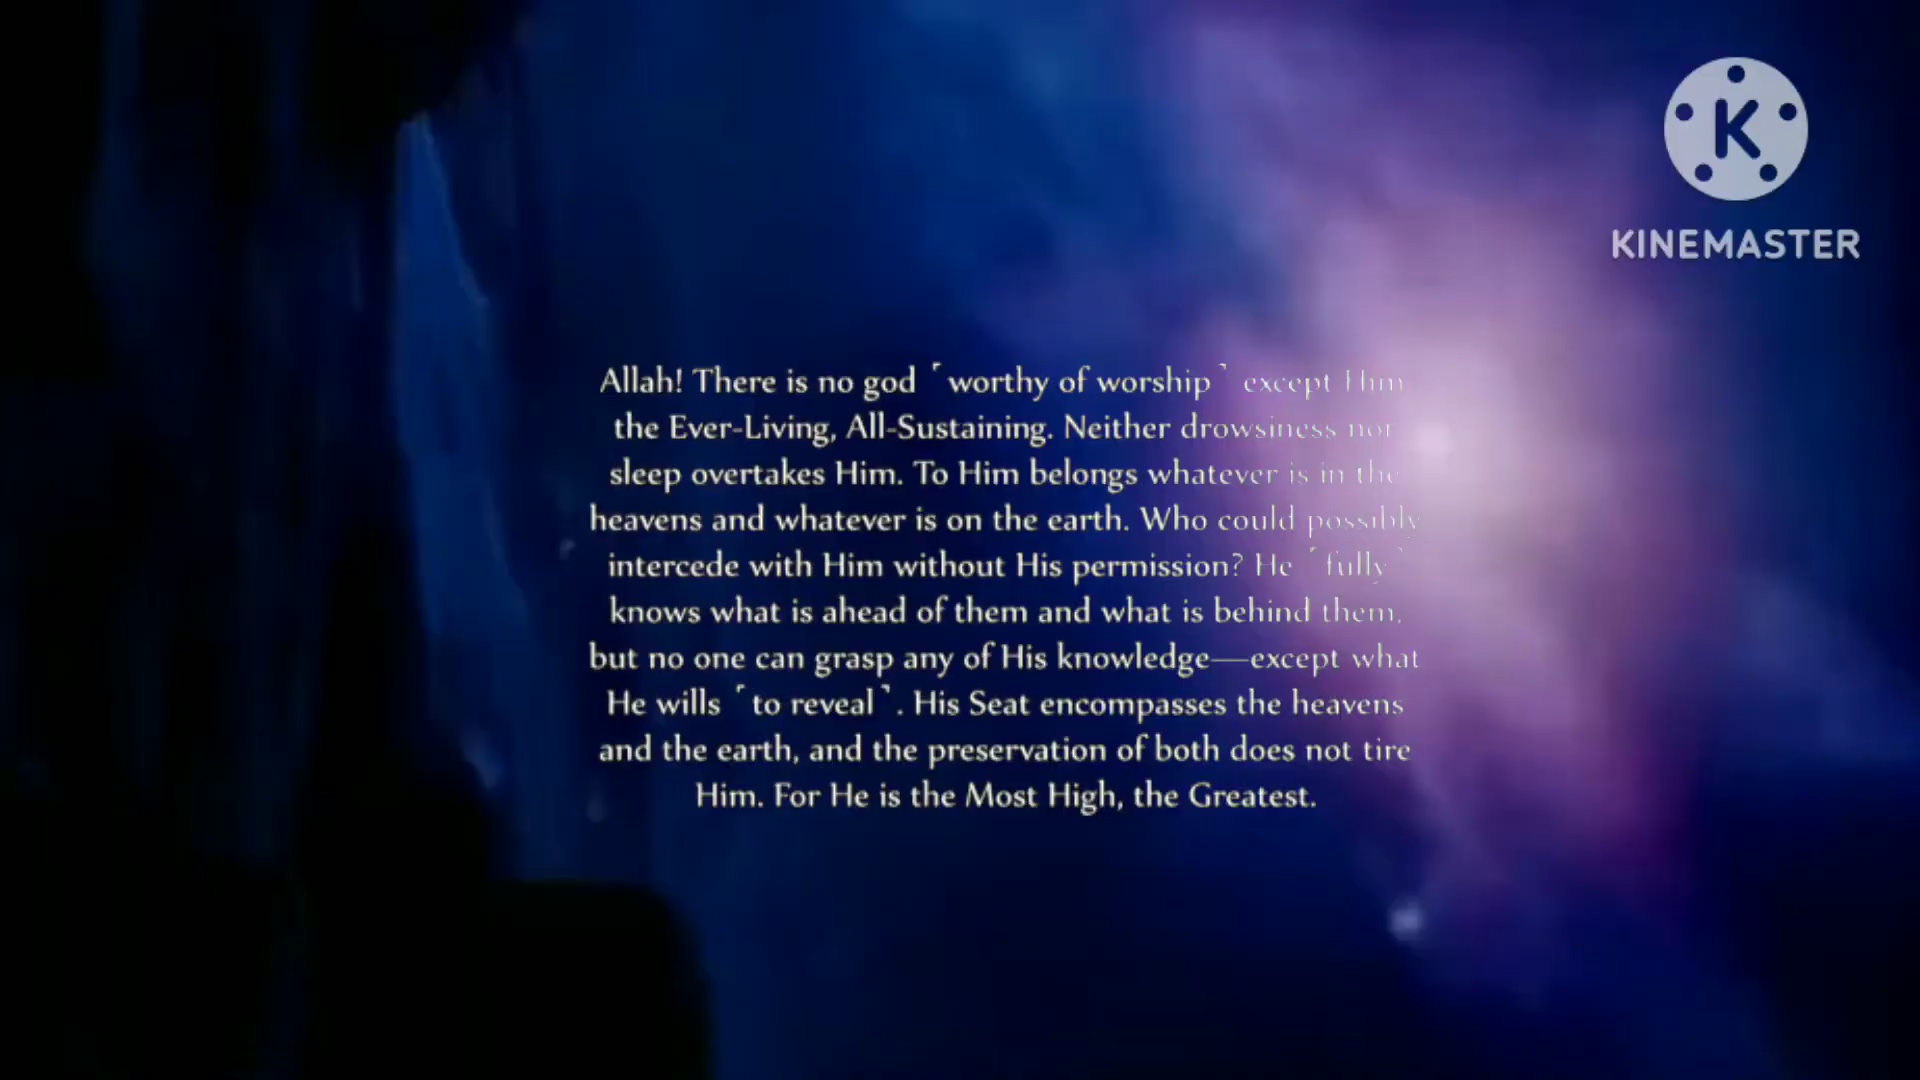 K
KINEMASTER
Allah! There is no god ˹worthy of worship˺ except Him
the Ever-Living, All-Sustaining. Neither drowsiness nor
sleep overtakes Him. To Him belongs whatever is in the
heavens and whatever is on the earth. Who could possibly
intercede with Him without His permission? He ˹fully˺
knows what is ahead of them and what is behind them,
but no one can grasp any of His knowledge—except what
He wills ˹to reveal˺. His Seat encompasses the heavens
and the earth, and the preservation of both does not tire
Him. For He is the Most High, the Greatest.